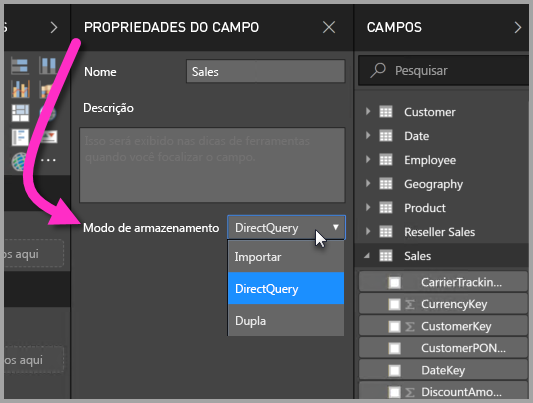 S
PROPRIEDADES DO CAMPO
CAMPOS
Nome
Sales
Pesquisar
Descrição
Isso será exibido nas dicas de ferramentas
quando você focalizar o campo.
Modo de armazenamento
DirectQuery
Importar
DirectQuery
Dupla
os aqui
os aqui
Customer
Date
Employee
Geography
Product
Reseller Sales
Sales
CarrierTrackin...
CurrencyKey
CustomerKey
CustomerPON...
DateKey
DiscountAmo...